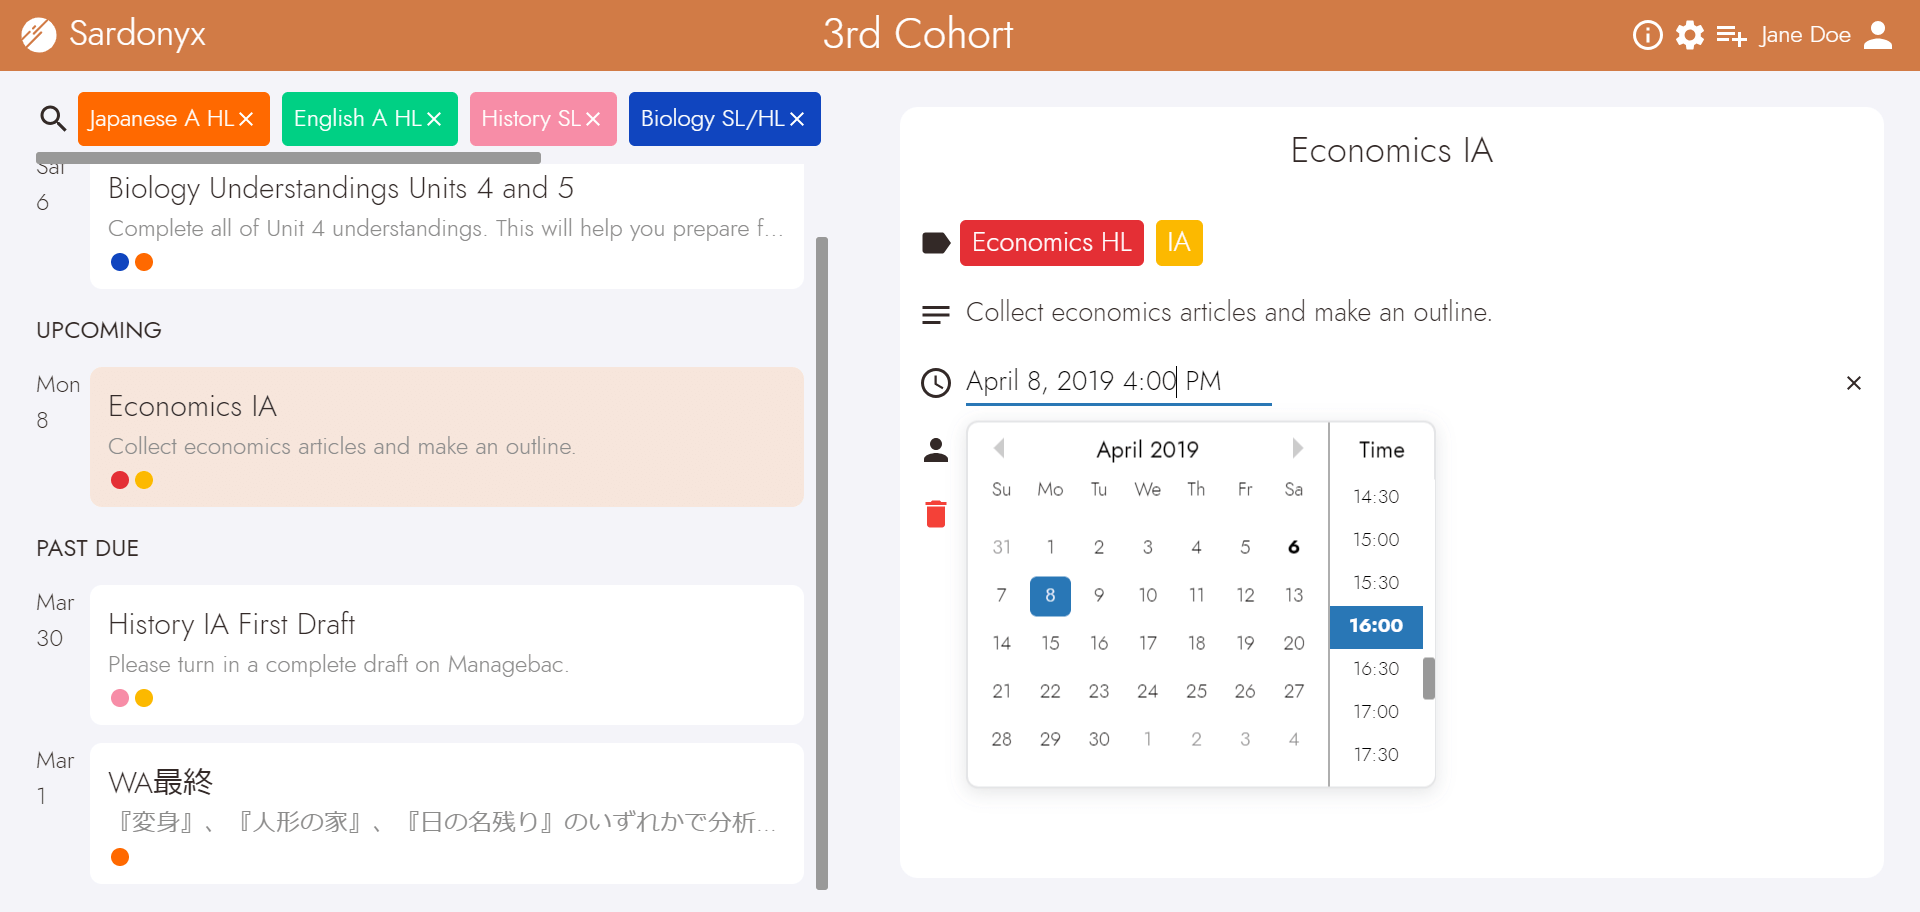 Sardonyx
3rd Cohort
Jane Doe
Japanese A HL
English A HL
History SL
Biology SL/HL
Sat
6
Biology Understandings Units 4 and 5
Complete all of Unit 4 understandings. This will help you prepare f...
UPCOMING
Mon
8
Economics IA
Collect economics articles and make an outline.
PAST DUE
Mar
30
History IA First Draft
Please turn in a complete draft on Managebac.
Mar
1
WA最終
『変身』、『人形の家』、『日の名残り』のいずれかで分析...
Economics IA
Economics HL
IA
Collect economics articles and make an outline.
April 8, 2019 4:00 PM
April 2019
Su Mo Tu We Th Fr Sa
31 1 2 3 4 5 6
7 8 9 10 11 12 13
14 15 16 17 18 19 20
21 22 23 24 25 26 27
28 29 30 1 2 3 4
Time
14:30
15:00
15:30
16:00
16:30
17:00
17:30